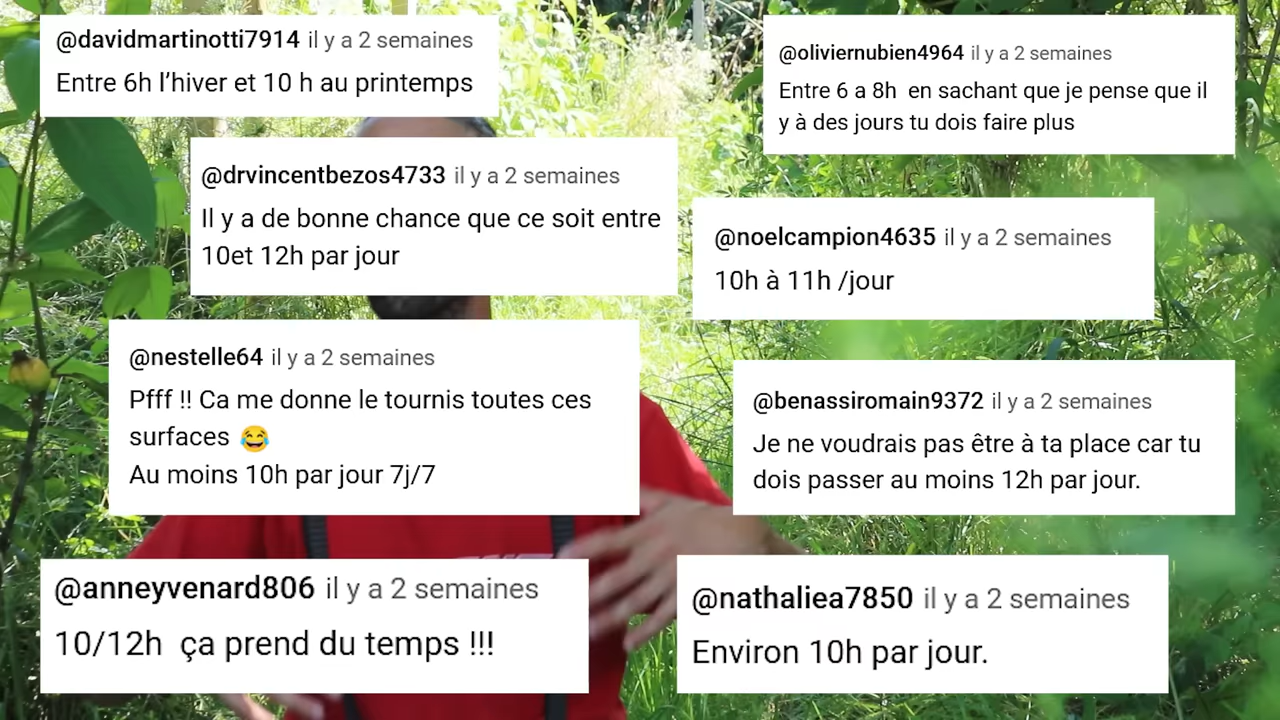 @davidmartinotti7914 il y a 2 semaines
Entre 6h l’hiver et 10 h au printemps
@oliviernubien4964 il y a 2 semaines
Entre 6 a 8h en sachant que je pense que il
y à des jours tu dois faire plus
@drvincentbezos4733 il y a 2 semaines
Il y a de bonne chance que ce soit entre
10et 12h par jour
@noelcampion4635 il y a 2 semaines
10h à 11h /jour
@nestelle64 il y a 2 semaines
Pfff !! Ca me donne le tournis toutes ces
surfaces 😂
Au moins 10h par jour 7j/7
@benassiromain9372 il y a 2 semaines
Je ne voudrais pas être à ta place car tu
dois passer au moins 12h par jour.
@anneyvenard806 il y a 2 semaines
10/12h ça prend du temps !!!
@nathaliea7850 il y a 2 semaines
Environ 10h par jour.